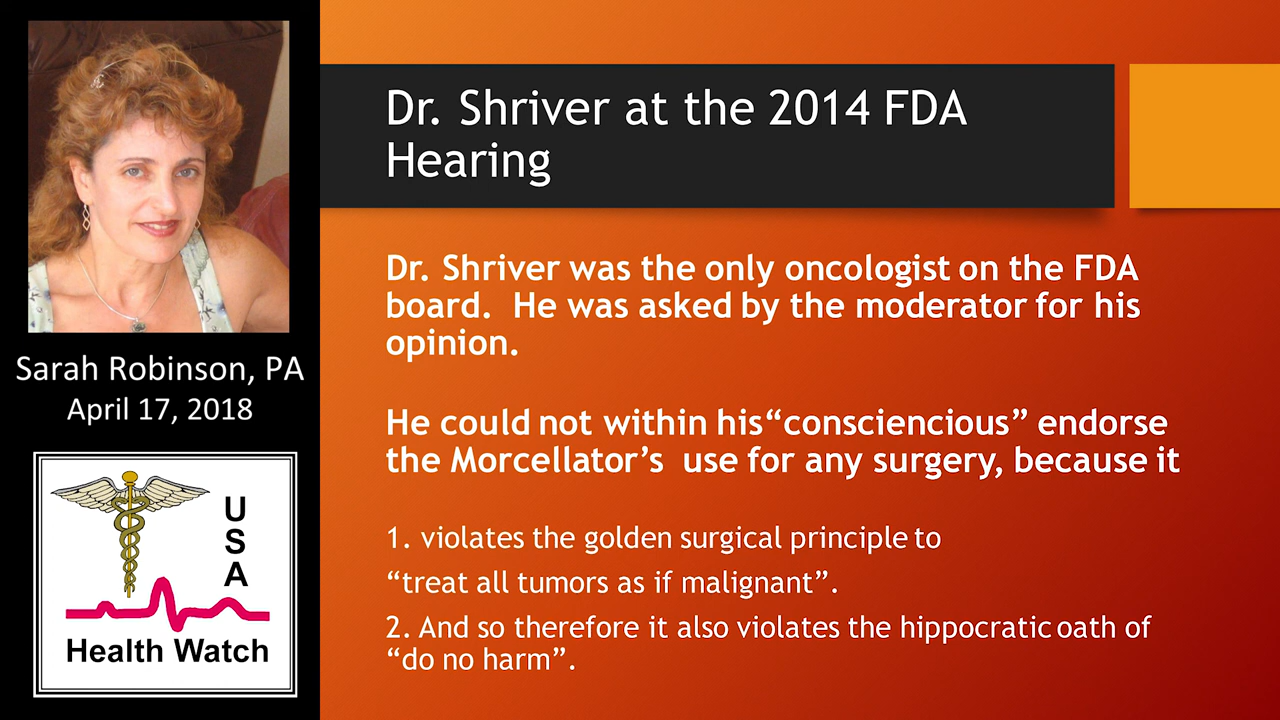 Sarah Robinson, PA
April 17, 2018
U
S
A
Health Watch
Dr. Shriver at the 2014 FDA
Hearing
Dr. Shriver was the only oncologist on the FDA
board.  He was asked by the moderator for his
opinion.
He could not within his“consciencious” endorse
the Morcellator’s  use for any surgery, because it
1. violates the golden surgical principle to
“treat all tumors as if malignant”.
2. And so therefore it also violates the hippocratic oath of
“do no harm”.